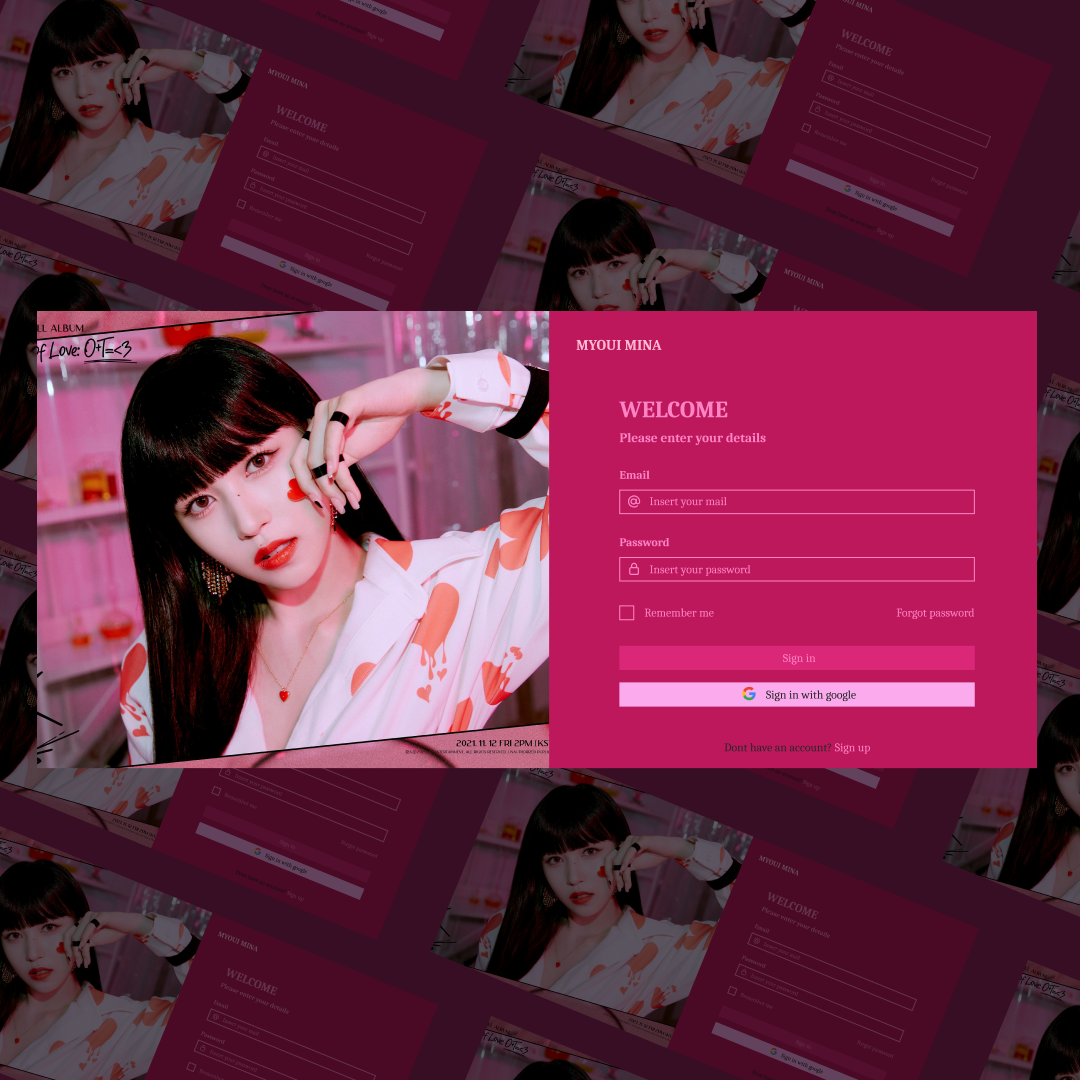 LL ALBUM
of Love: O+T=<3
2021. 11. 12 FRI 2PM (KS
MYOUI MINA
WELCOME
Please enter your details
Email
Insert your mail
Password
Insert your password
Remember me
Forgot password
Sign in
Sign in with google
Dont have an account? Sign up